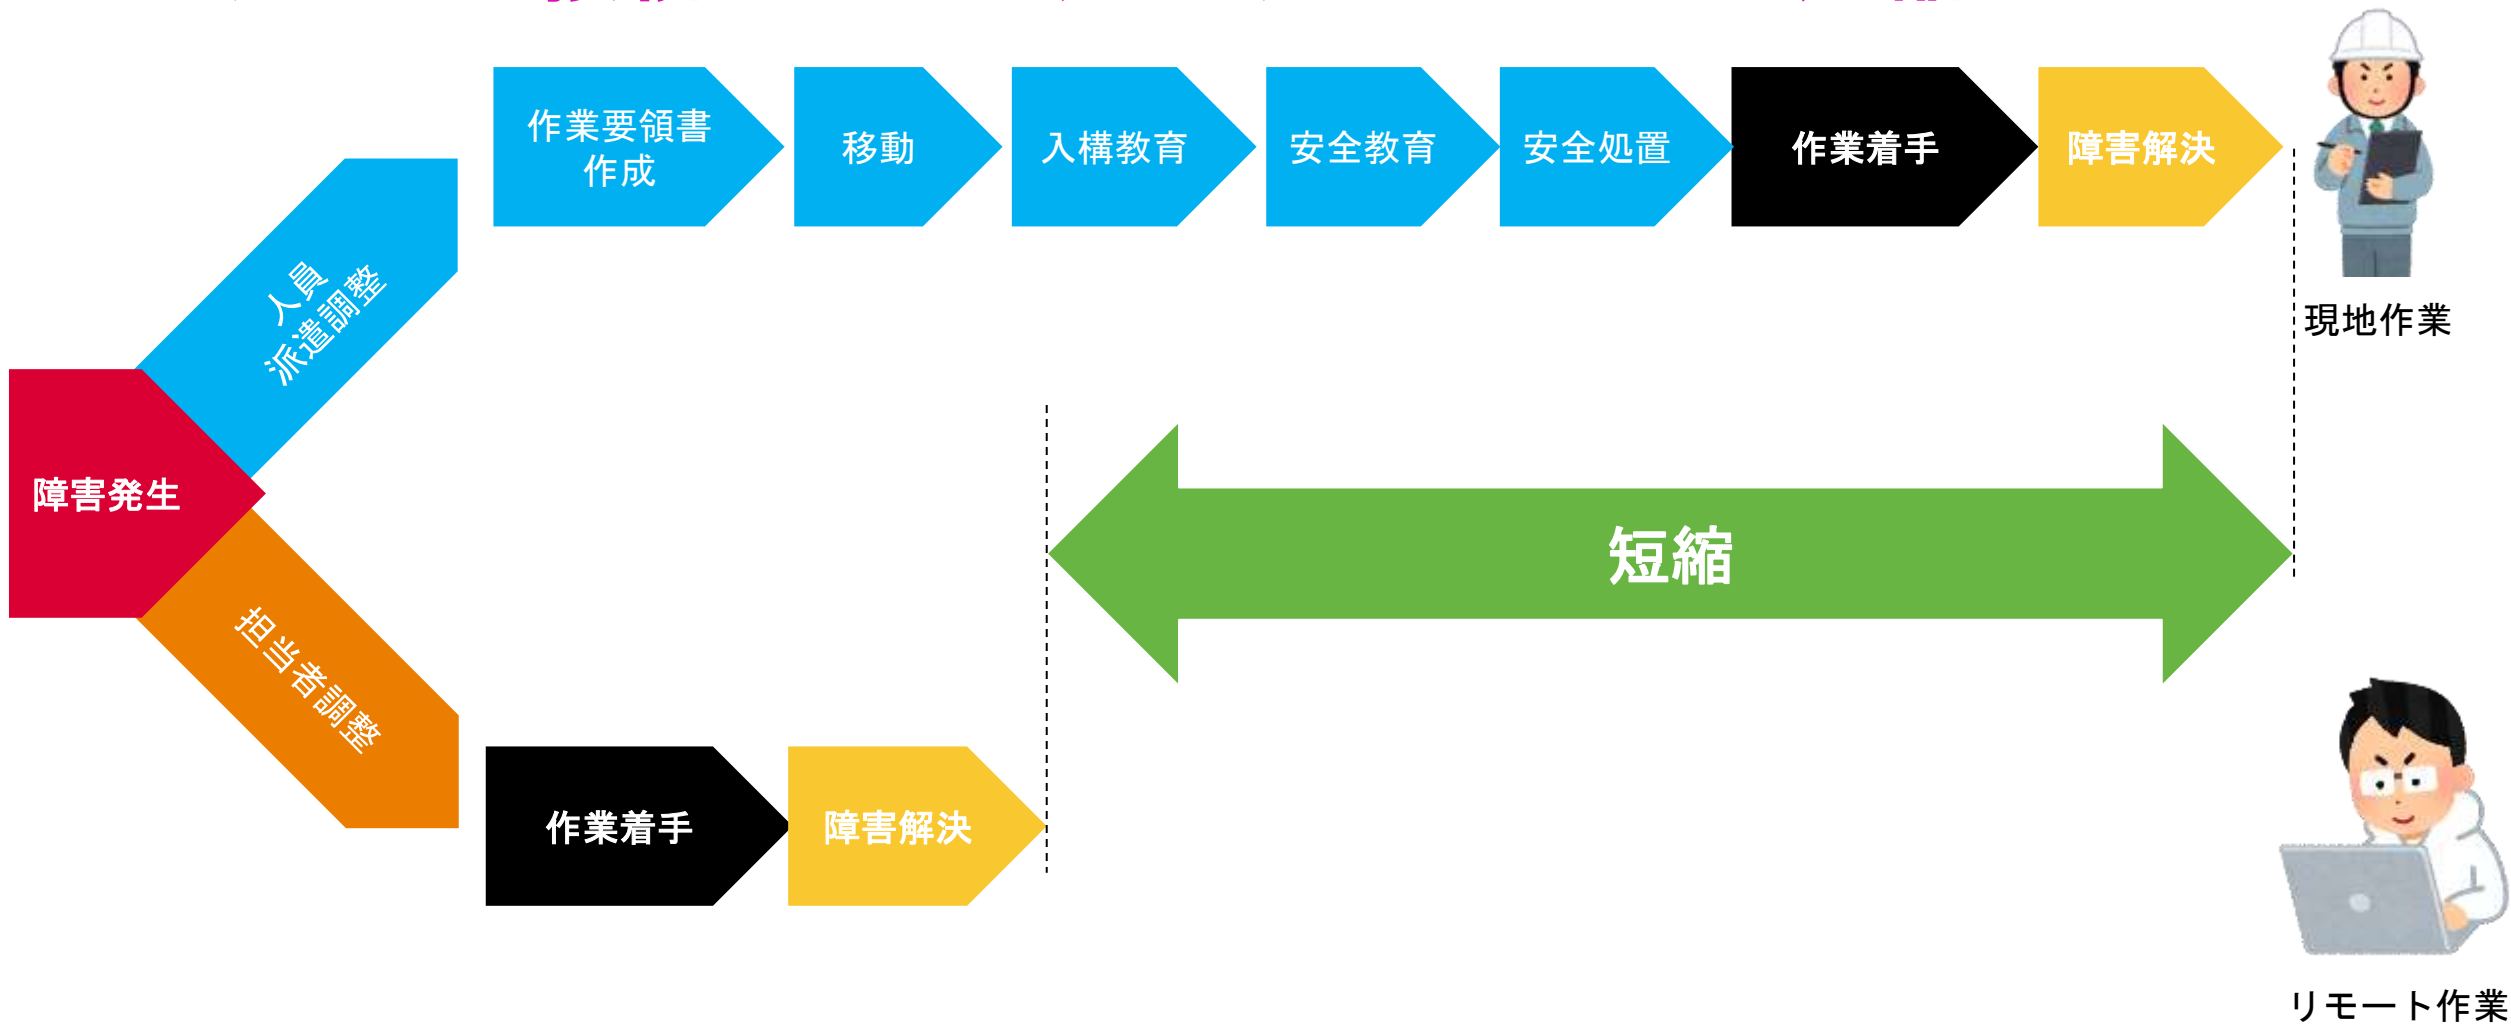 作業要領書
作成
移動
入構教育
安全教育
安全処置
作業着手
障害解決
人員
派遣調整
現地作業
障害発生
短縮
担当者調整
作業着手
障害解決
リモート作業